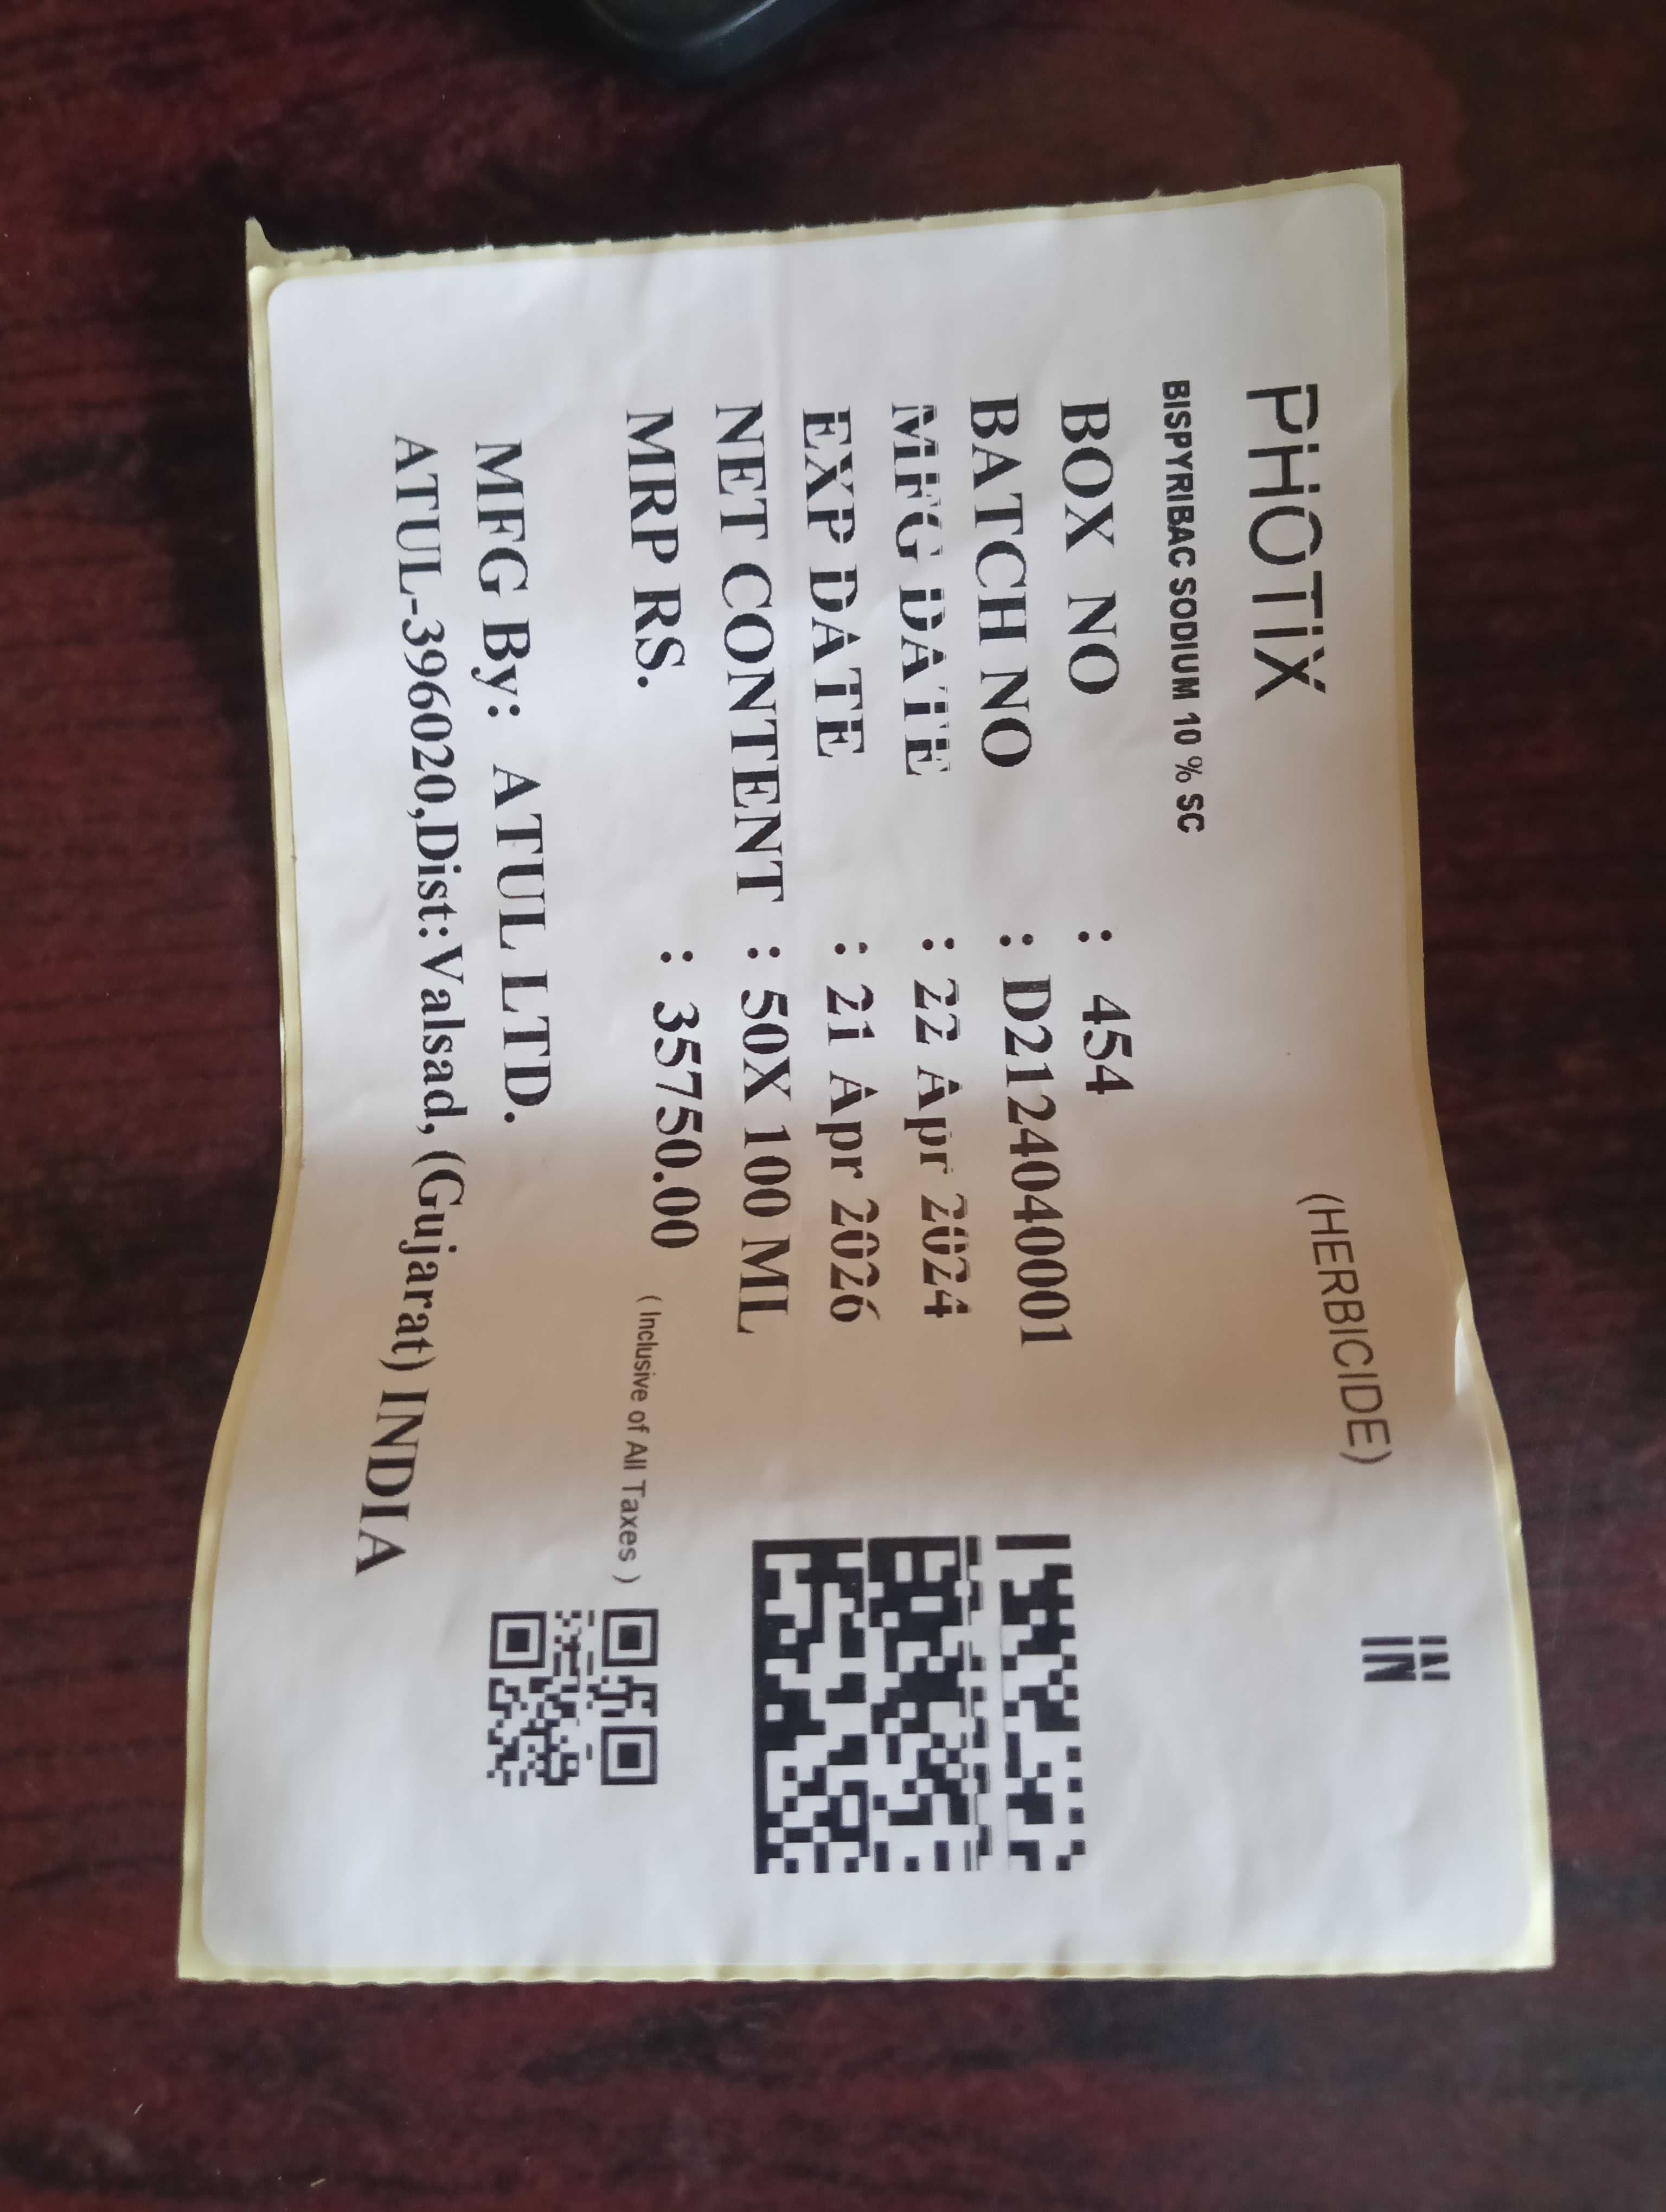 IN
PHOTIX (HERBICIDE)
BISPYRIBAC SODIUM 10 % SC
BOX NO : 454
BATCH NO : D2124040001
MFG DATE : 22 Apr 2024
EXP DATE : 21 Apr 2026
NET CONTENT : 50X 100 ML
MRP RS. : 35750.00 ( Inclusive of All Taxes )
MFG By: ATUL LTD.
ATUL-396020,Dist:Valsad, (Gujarat) INDIA